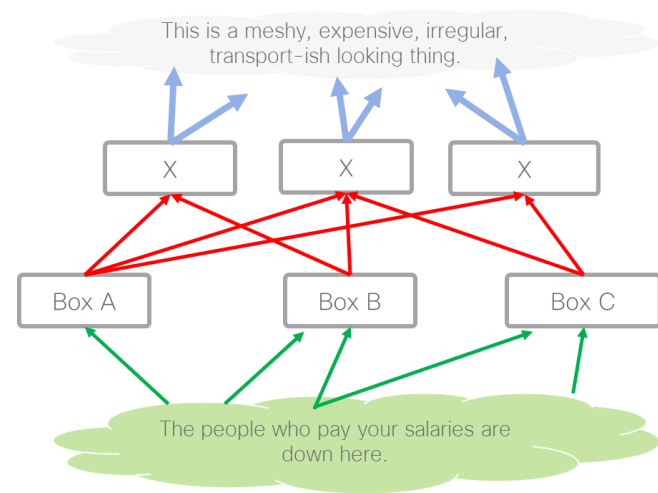 This is a meshy, expensive, irregular,
transport-ish looking thing.
X
X
X
Box A
Box B
Box C
The people who pay your salaries are
down here.